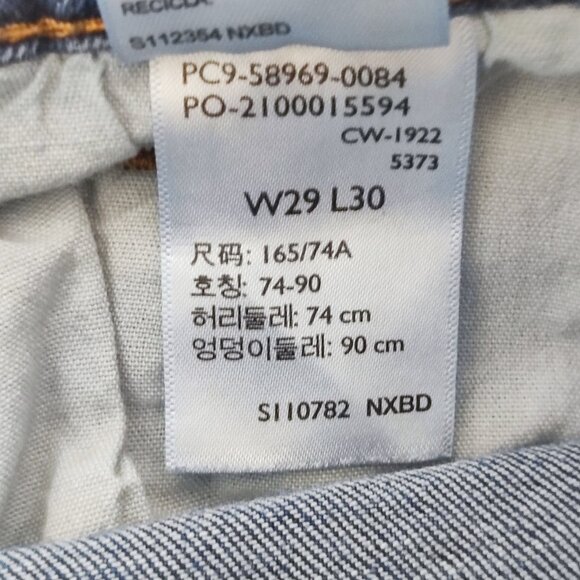 RECICLA.
S112354 NXBD
PC9-58969-0084
PO-2100015594
CW-1922
5373
W29 L30
尺码: 165/74A
호칭: 74-90
허리둘레: 74 cm
엉덩이둘레: 90 cm
S110782 NXBD